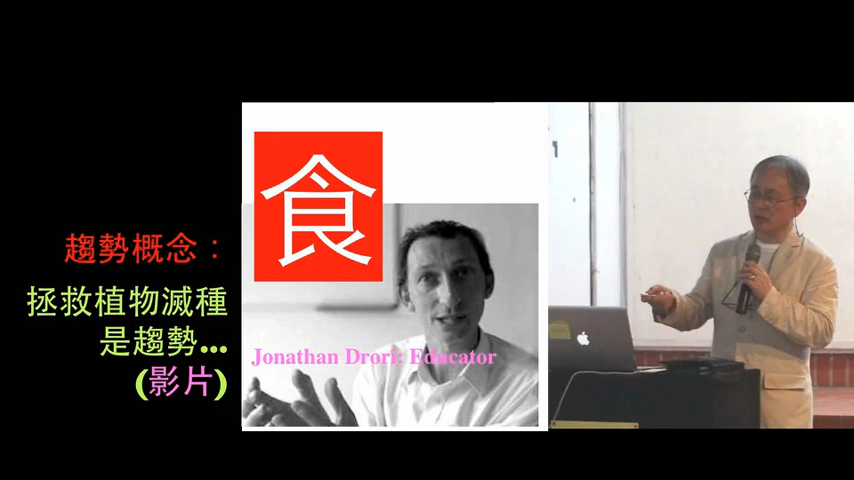 趨勢概念：
拯救植物滅種
是趨勢...
(影片)
食
Jonathan Drori: Educator